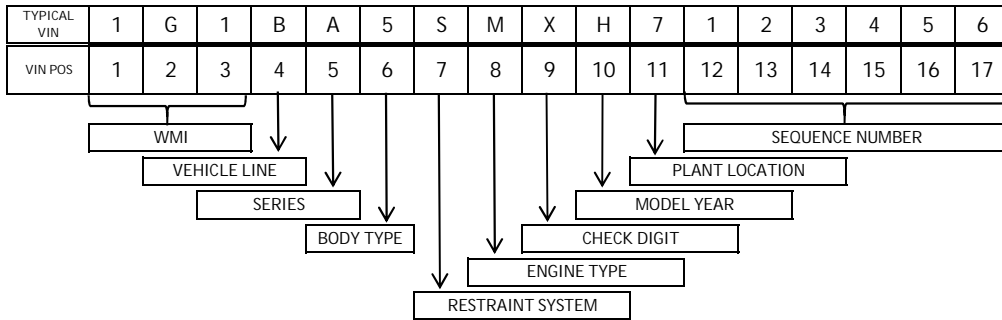 TYPICAL
VIN
1 G 1 B A 5 S M X H 7 1 2 3 4 5 6
VIN POS 1 2 3 4 5 6 7 8 9 10 11 12 13 14 15 16 17
WMI SEQUENCE NUMBER
VEHICLE LINE PLANT LOCATION
SERIES MODEL YEAR
BODY TYPE CHECK DIGIT
ENGINE TYPE
RESTRAINT SYSTEM